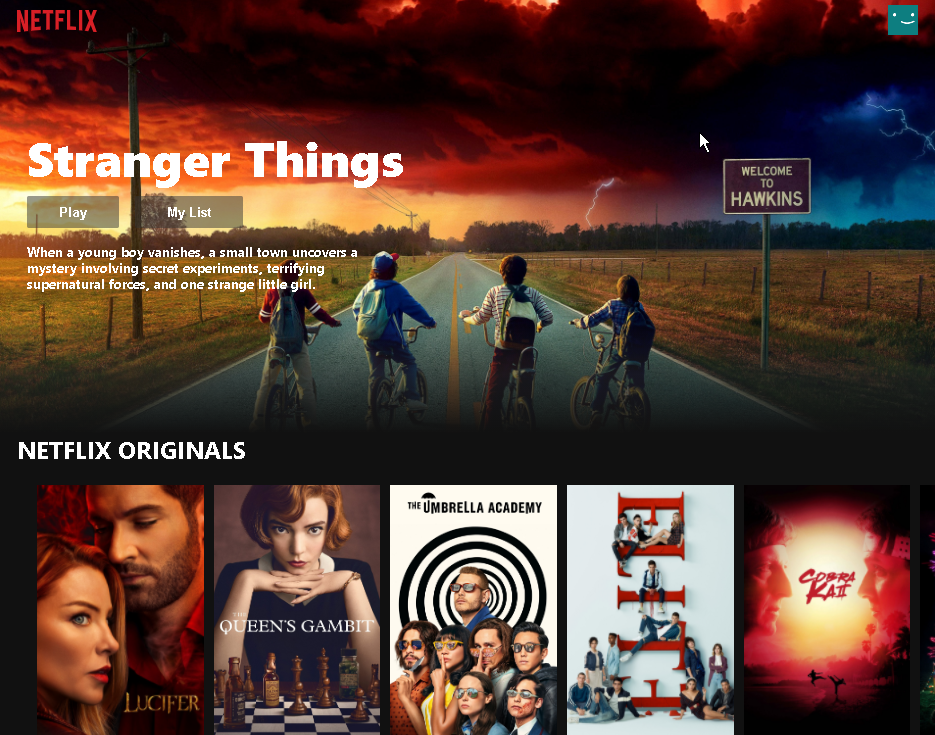 NETFLIX
WELCOME
TO
HAWKINS
Stranger Things
Play
My List
When a young boy vanishes, a small town uncovers a
mystery involving secret experiments, terrifying
supernatural forces, and one strange little girl.
NETFLIX ORIGINALS
LUCIFER
THE
QUEEN'S GAMBIT
THE UMBRELLA ACADEMY
ELITE
COBRA
KAI